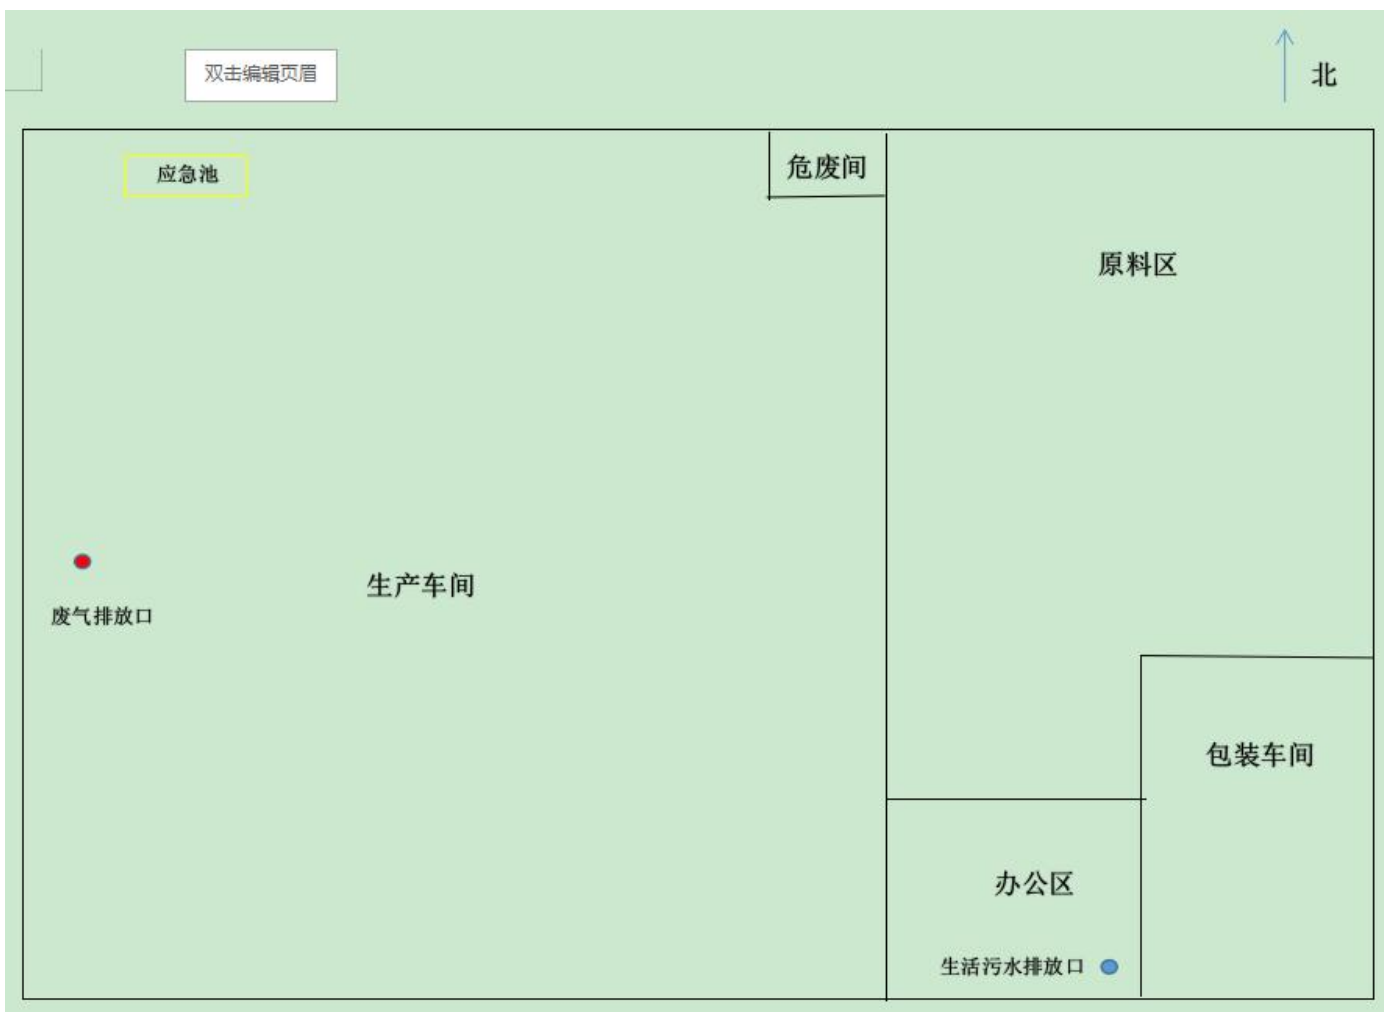 双击编辑页眉
北
应急池
危废间
原料区
生产车间
废气排放口
包装车间
办公区
生活污水排放口